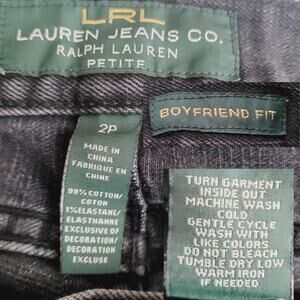 LRL
LAUREN JEANS CO.
RALPH LAUREN
PETITE
BOYFRIEND FIT
2P
MADE IN
CHINA
FABRIQUE EN
CHINE
99% COTTON/
COTON
1% ELASTANE/
ELASTHANNE
EXCLUSIVE OF
DECORATION/
DECORATION
EXCLUSE
TURN GARMENT
INSIDE OUT
MACHINE WASH
COLD
GENTLE CYCLE
WASH WITH
LIKE COLORS
DO NOT BLEACH
TUMBLE DRY LOW
WARM IRON
IF NEEDED